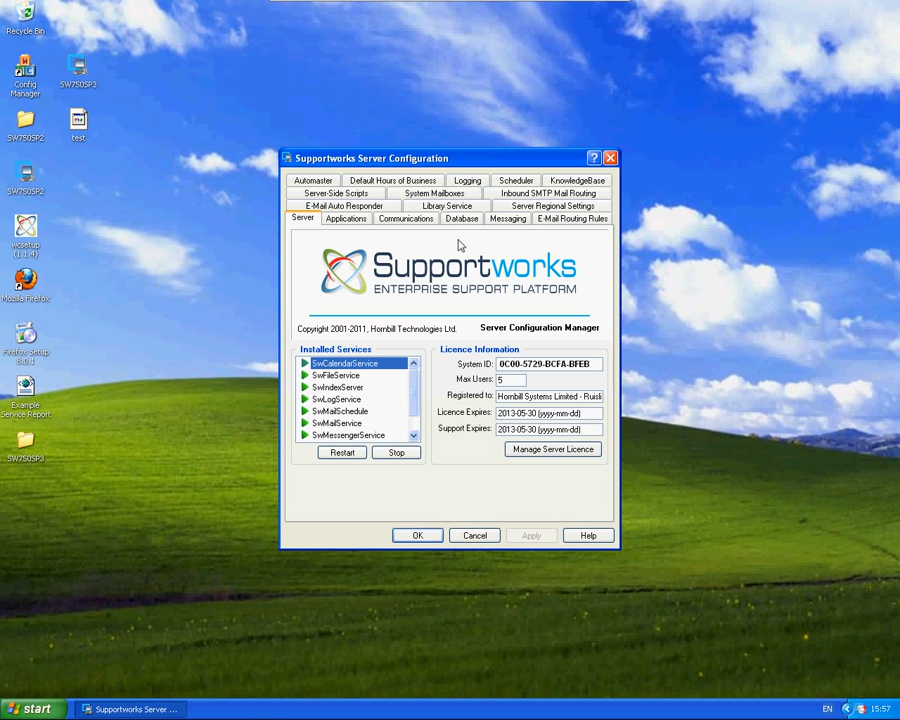 Recycle Bin
Config
Manager
SW750SP3
SW750SP2
test
SW750SP2
wcsetup
(1.1.4)
Mozilla Firefox
Firefox Setup
8.0.1
Example
Service Report
SW750SP3
Supportworks Server Configuration
Automaster Default Hours of Business Logging Scheduler KnowledgeBase
Server-Side Scripts System Mailboxes Inbound SMTP Mail Routing
E-Mail Auto Responder Library Service Server Regional Settings
Server Applications Communications Database Messaging E-Mail Routing Rules
Supportworks
ENTERPRISE SUPPORT PLATFORM
Copyright 2001-2011, Hornbill Technologies Ltd. Server Configuration Manager
Installed Services
SwCalendarService
SwFileService
SwIndexServer
SwLogService
SwMailSchedule
SwMailService
SwMessengerService
Restart Stop
Licence Information
System ID: 0C00-5729-BCFA-BFEB
Max Users: 5
Registered to: Hornbill Systems Limited - Ruisli
Licence Expires: 2013-05-30 (yyyy-mm-dd)
Support Expires: 2013-05-30 (yyyy-mm-dd)
Manage Server Licence
OK Cancel Apply Help
start Supportworks Server ... EN 15:57